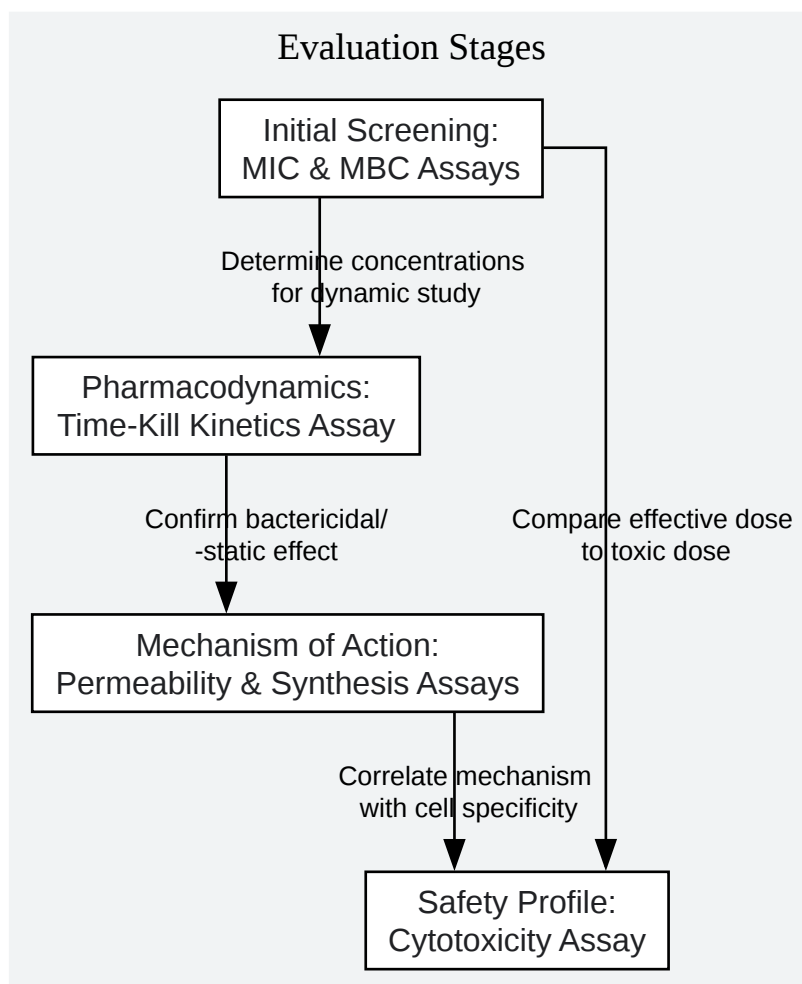 Evaluation Stages
Initial Screening:
MIC & MBC Assays
Determine concentrations
for dynamic study
Pharmacodynamics:
Time-Kill Kinetics Assay
Confirm bactericidal/
-static effect
Compare effective dose
to toxic dose
Mechanism of Action:
Permeability & Synthesis Assays
Correlate mechanism
with cell specificity
Safety Profile:
Cytotoxicity Assay